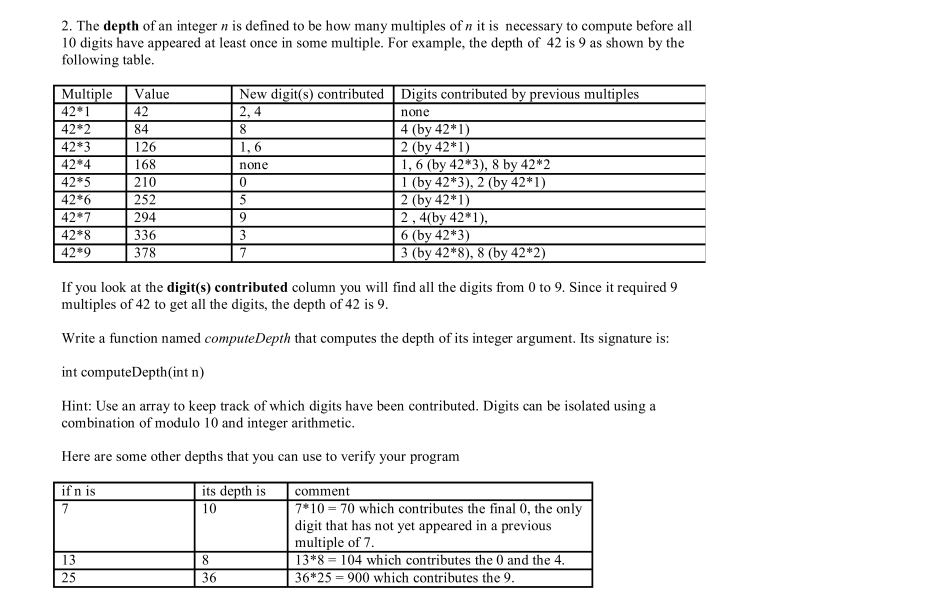 2. The depth of an integer n is defined to be how many multiples of n it is necessary to compute before all
10 digits have appeared at least once in some multiple. For example, the depth of 42 is 9 as shown by the
following table.
Multiple Value New digit(s) contributed Digits contributed by previous multiples
42*1 42 2, 4 none
42*2 84 8 4 (by 42*1)
42*3 126 1, 6 2 (by 42*1)
42*4 168 none 1, 6 (by 42*3), 8 by 42*2
42*5 210 0 1 (by 42*3), 2 (by 42*1)
42*6 252 5 2 (by 42*1)
42*7 294 9 2 , 4(by 42*1),
42*8 336 3 6 (by 42*3)
42*9 378 7 3 (by 42*8), 8 (by 42*2)
If you look at the digit(s) contributed column you will find all the digits from 0 to 9. Since it required 9
multiples of 42 to get all the digits, the depth of 42 is 9.
Write a function named computeDepth that computes the depth of its integer argument. Its signature is:
int computeDepth(int n)
Hint: Use an array to keep track of which digits have been contributed. Digits can be isolated using a
combination of modulo 10 and integer arithmetic.
Here are some other depths that you can use to verify your program
if n is its depth is comment
7 10 7*10 = 70 which contributes the final 0, the only
digit that has not yet appeared in a previous
multiple of 7.
13 8 13*8 = 104 which contributes the 0 and the 4.
25 36 36*25 = 900 which contributes the 9.